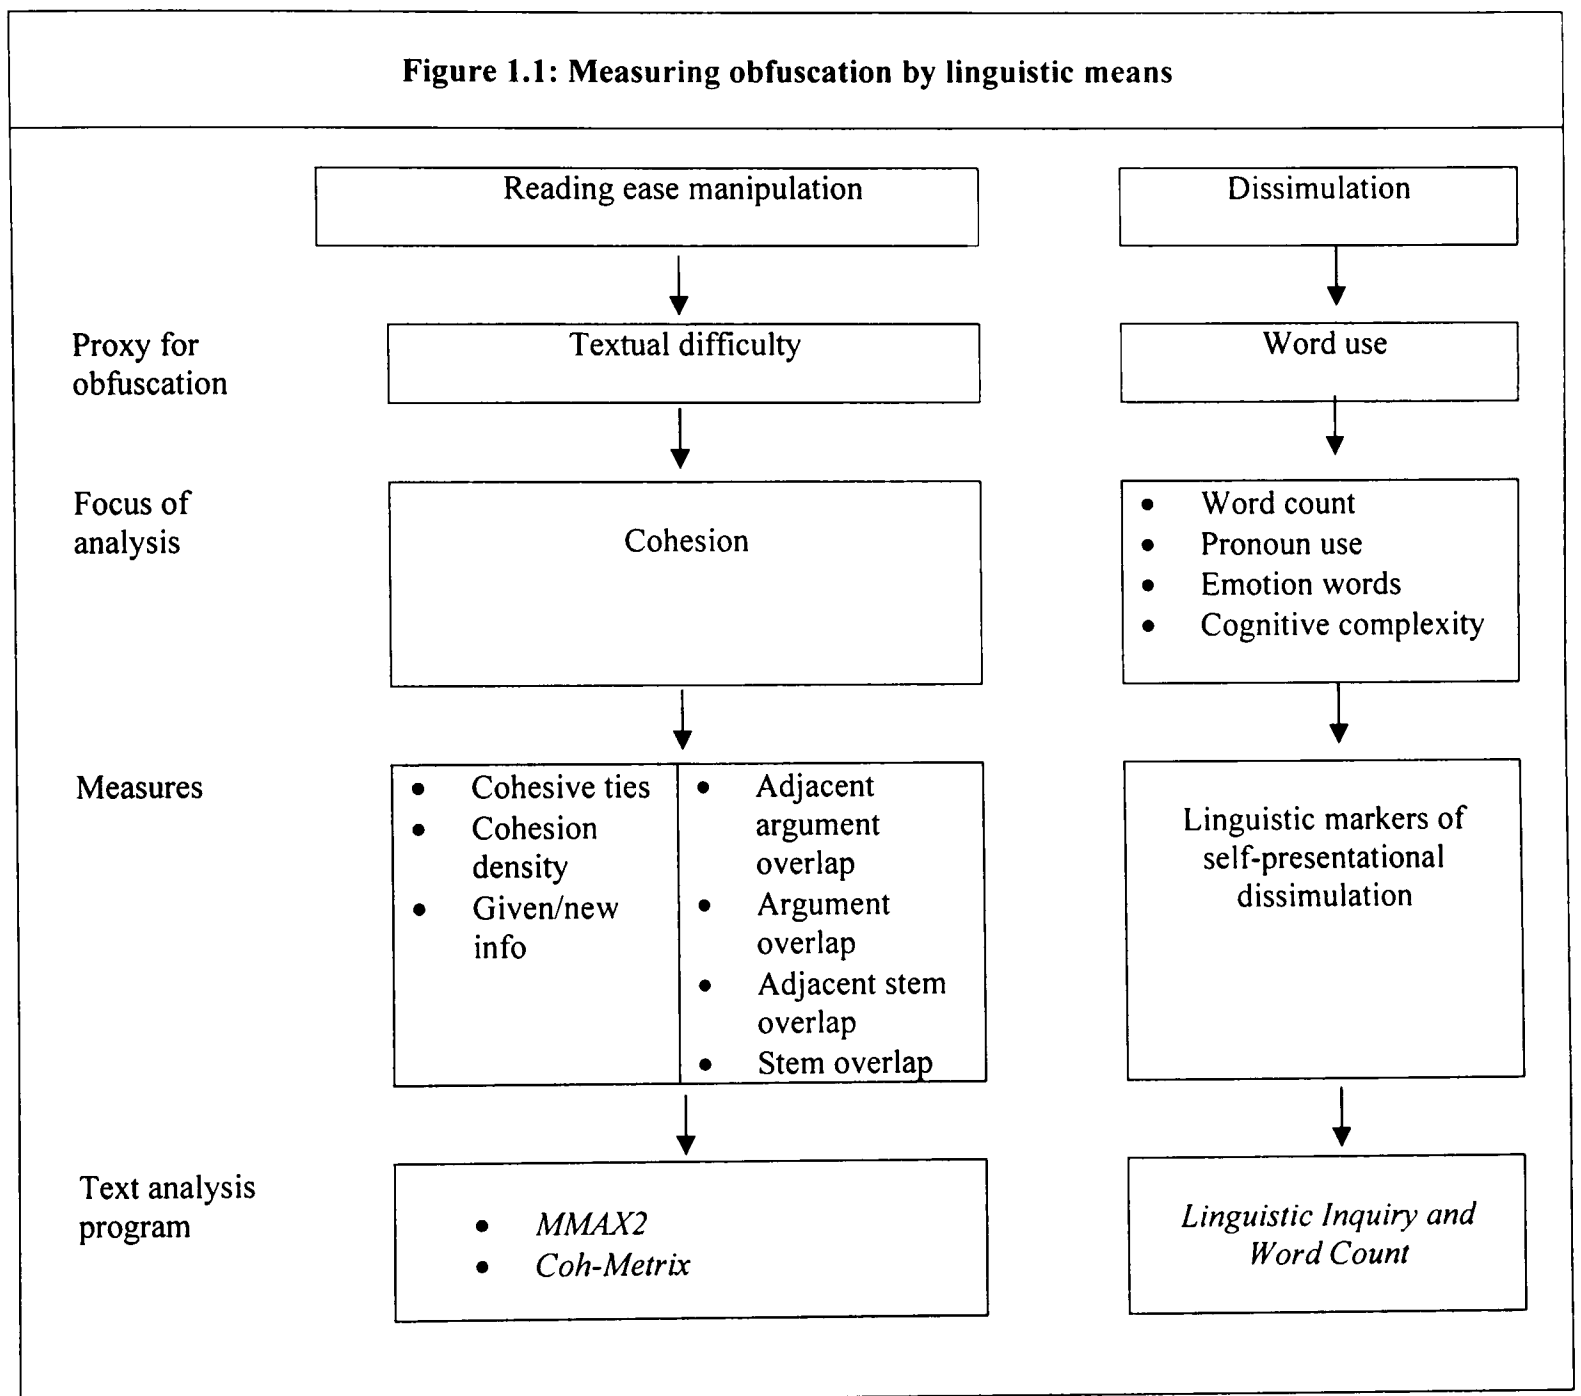 Figure 1.1: Measuring obfuscation by linguistic means
Reading ease manipulation
Dissimulation
Proxy for
obfuscation
Textual difficulty
Word use
Focus of
analysis
Cohesion
• Word count
• Pronoun use
• Emotion words
• Cognitive complexity
Measures
• Cohesive ties
• Cohesion
density
• Given/new
info
• Adjacent
argument
overlap
• Argument
overlap
• Adjacent stem
overlap
• Stem overlap
Linguistic markers of
self-presentational
dissimulation
Text analysis
program
• MMAX2
• Coh-Metrix
Linguistic Inquiry and
Word Count